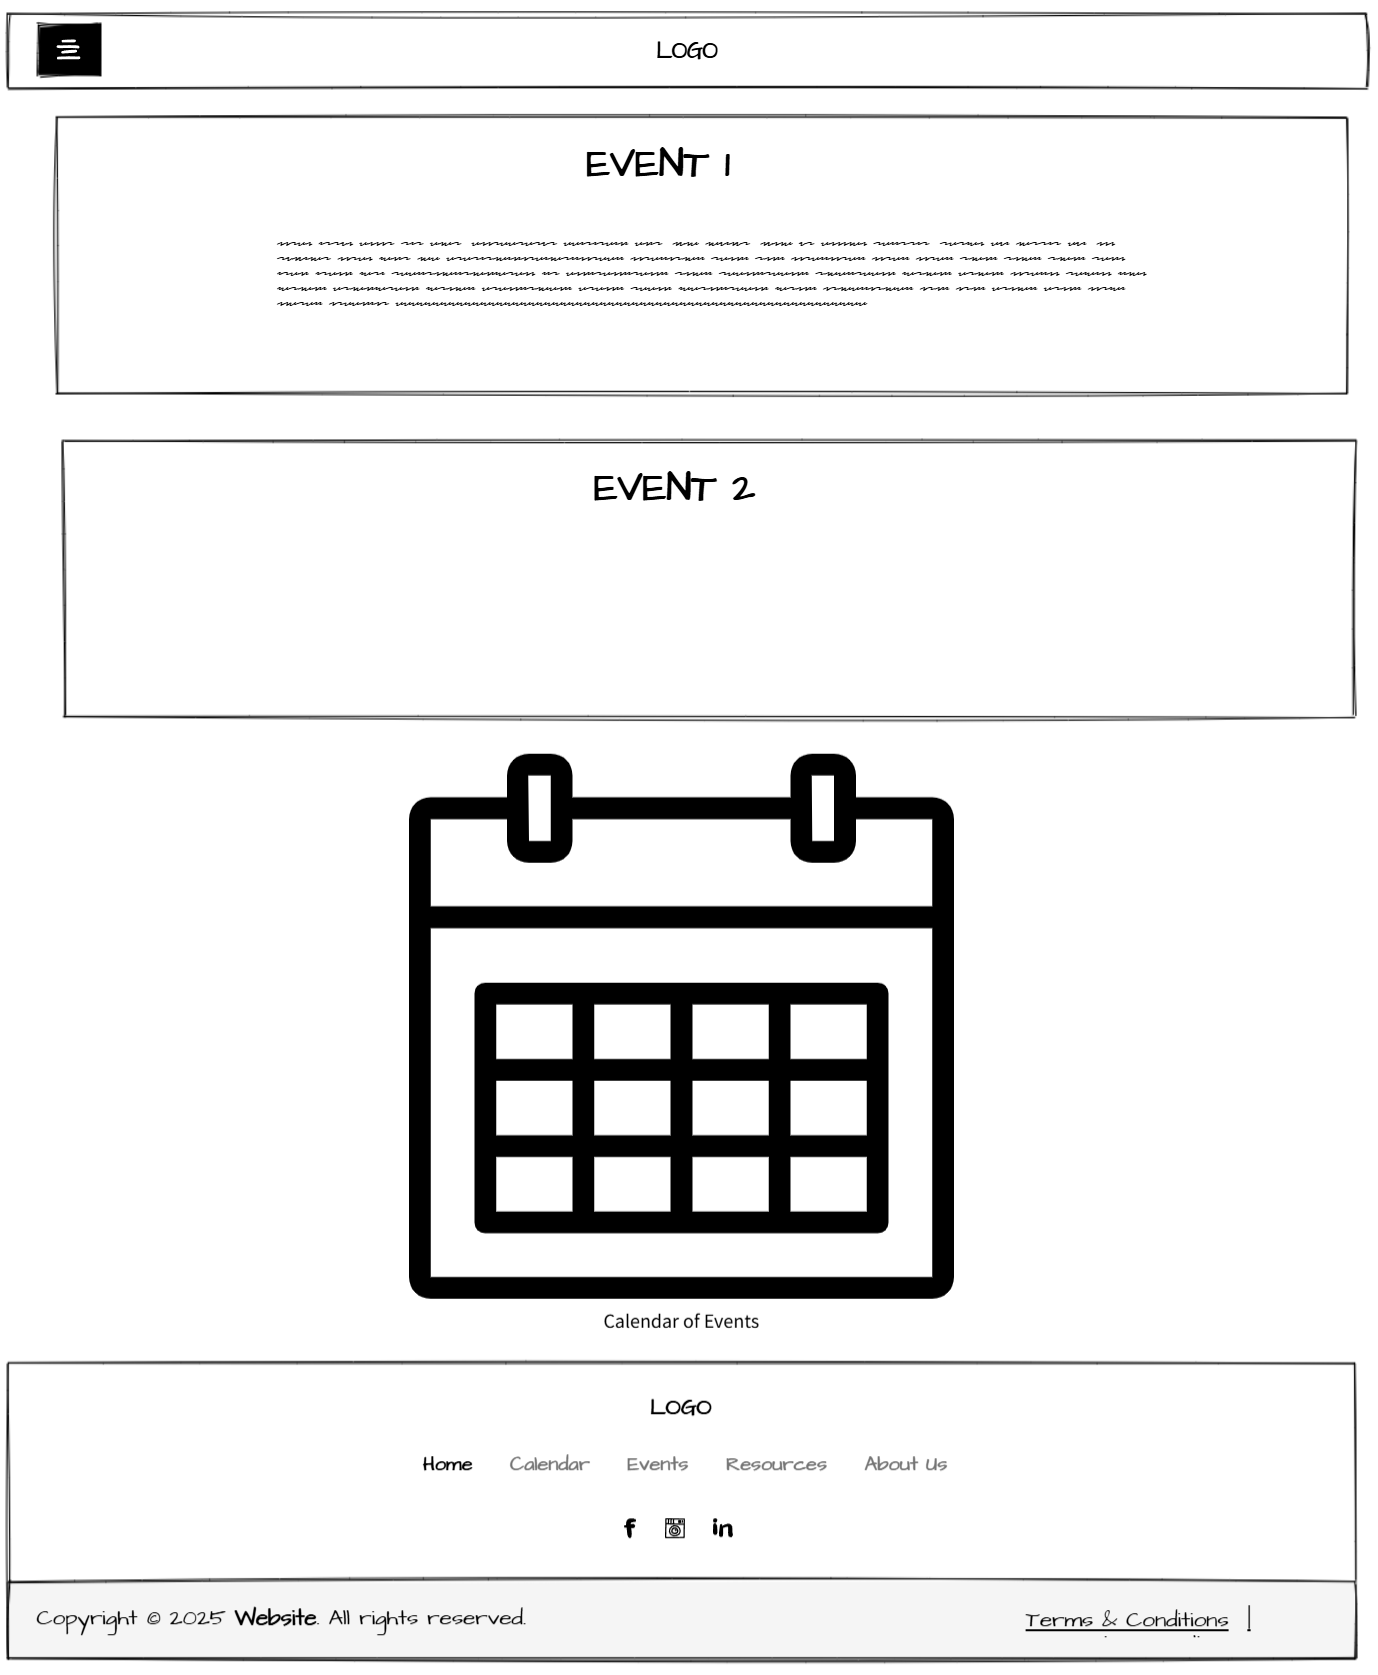 LOGO
EVENT 1
EVENT 2
Calendar of Events
LOGO
Home Calendar Events Resources About Us
f in
Copyright © 2025 Website. All rights reserved. Terms & Conditions |